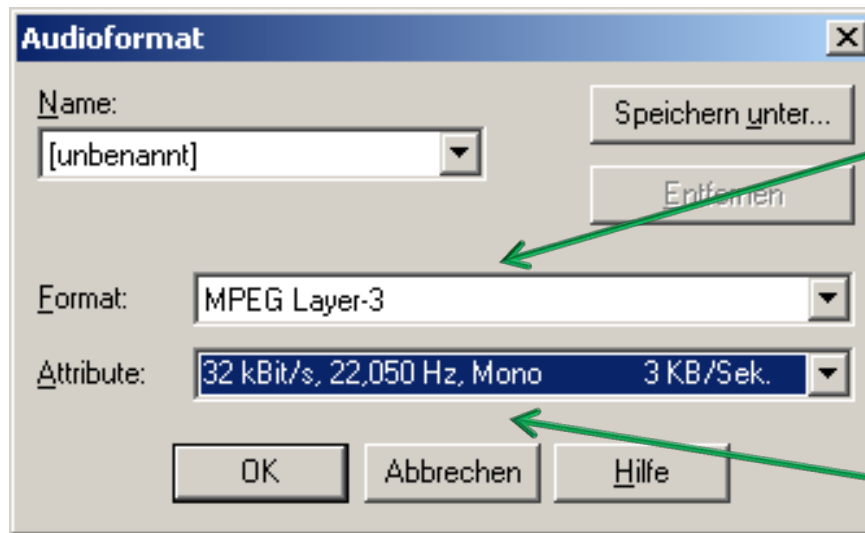 Audioformat
Name:
[unbenannt]
Speichern unter...
Entfernen
Format:
MPEG Layer-3
Attribute:
32 kBit/s, 22,050 Hz, Mono 3 KB/Sek.
OK
Abbrechen
Hilfe